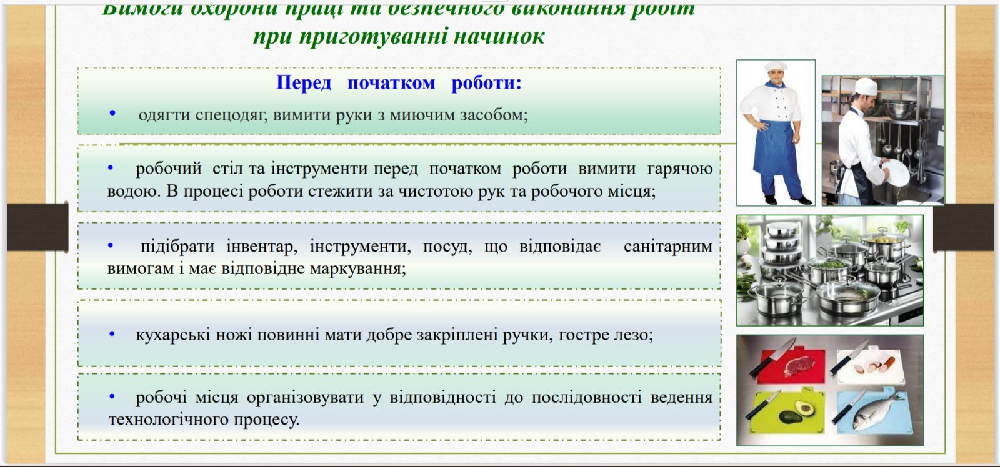 Вимоги охорони праці та безпечного виконання робіт
при приготуванні начинок
Перед початком роботи:
• одягти спецодяг, вимити руки з миючим засобом;
• робочий стіл та інструменти перед початком роботи вимити гарячою
водою. В процесі роботи стежити за чистотою рук та робочого місця;
• підібрати інвентар, інструменти, посуд, що відповідає санітарним
вимогам і має відповідне маркування;
• кухарські ножі повинні мати добре закріплені ручки, гостре лезо;
• робочі місця організовувати у відповідності до послідовності ведення
технологічного процесу.